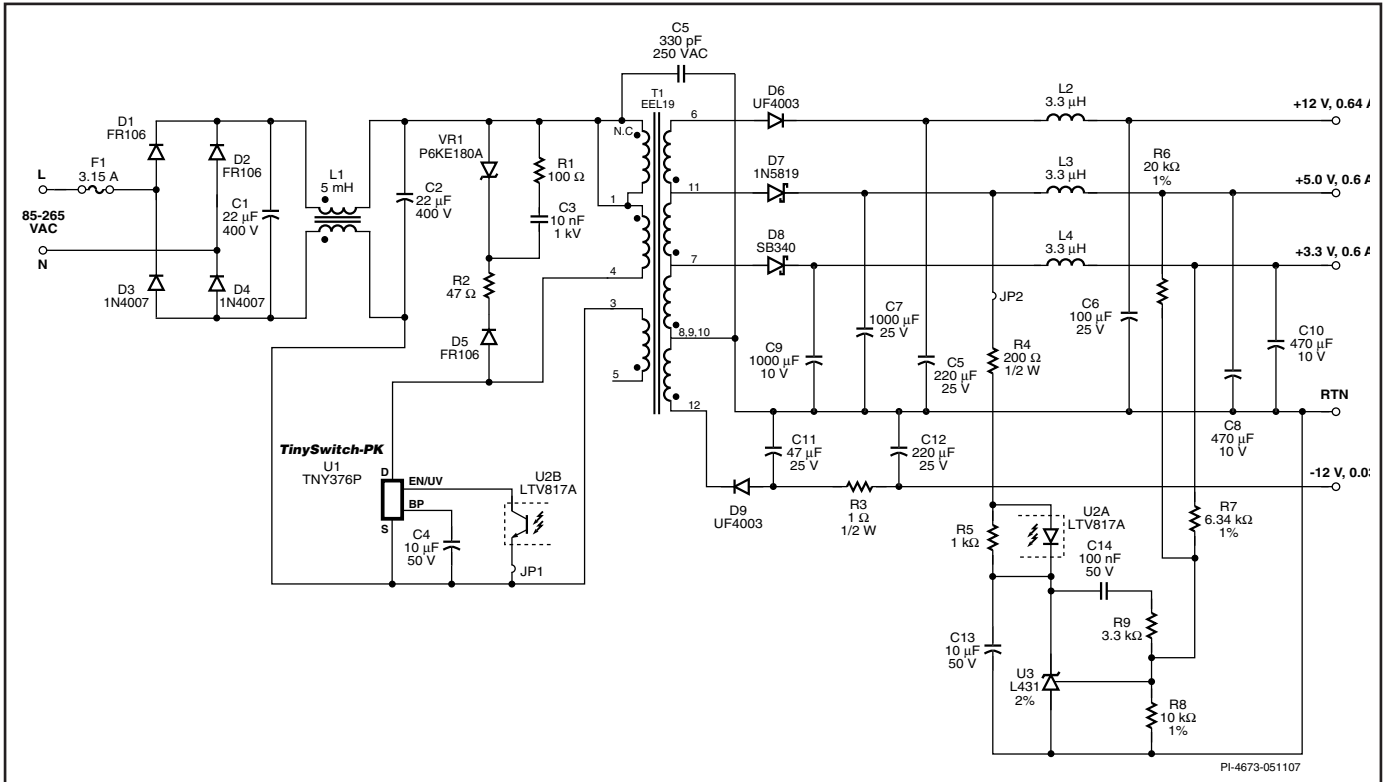 C5
330 pF
250 VAC
T1
EEL19
D6
UF4003
L2
3.3 µH
+12 V, 0.64
N.C
6
D1
FR106
D2
FR106
F1
3.15 A
L
L1
5 mH
85-265
VAC
N
C1
22 µF
400 V
C2
22 µF
400 V
D3
1N4007
D4
1N4007
VR1
P6KE180A
R1
100 Ω
C3
10 nF
1 kV
R2
47 Ω
D5
FR106
1
4
3
5
11
7
8,9,10
12
D7
1N5819
L3
3.3 µH
R6
20 kΩ
1%
+5.0 V, 0.6
D8
SB340
L4
3.3 µH
+3.3 V, 0.6
JP2
C9
1000 µF
10 V
C7
1000 µF
25 V
C5
220 µF
25 V
R4
200 Ω
1/2 W
C6
100 µF
25 V
C10
470 µF
10 V
C8
470 µF
10 V
RTN
C11
47 µF
25 V
C12
220 µF
25 V
-12 V,
D9
UF4003
R3
1 Ω
1/2 W
TinySwitch-PK
U1
TNY376P
D
EN/UV
BP
S
C4
10 µF
50 V
U2B
LTV817A
JP1
R5
1 kΩ
U2A
LTV817A
C14
100 nF
50 V
R7
6.34 kΩ
1%
R9
3.3 kΩ
C13
10 µF
50 V
U3
L431
2%
R8
10 kΩ
1%
PI-4673-051107